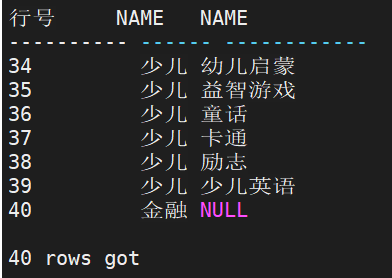 行号 NAME NAME
---------- ------ ------------
34 少儿 幼儿启蒙
35 少儿 益智游戏
36 少儿 童话
37 少儿 卡通
38 少儿 励志
39 少儿 少儿英语
40 金融 NULL
40 rows got